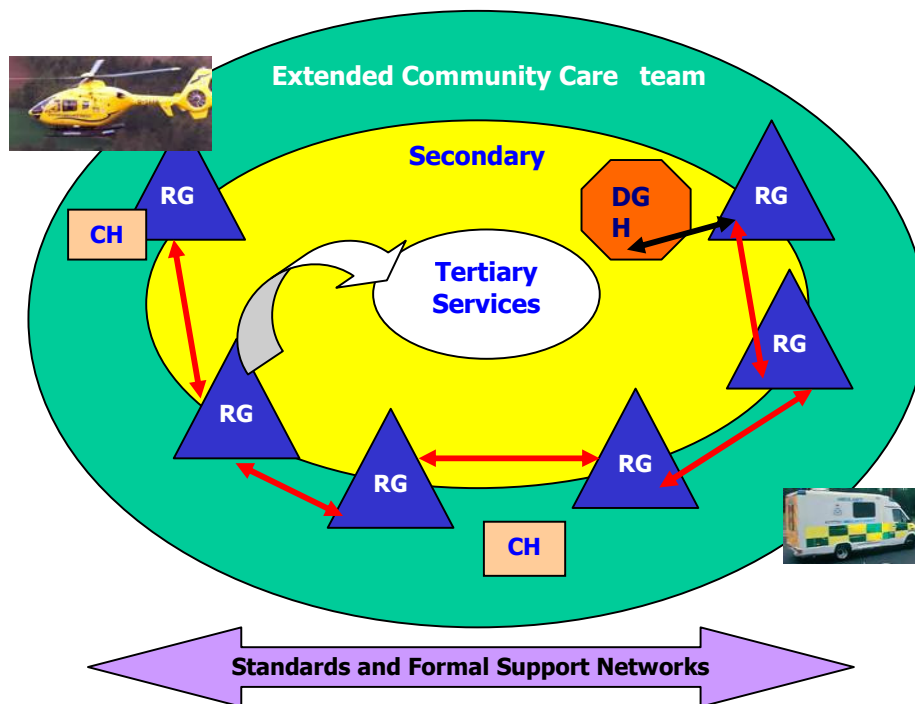 Extended Community Care team
Secondary
RG
DG
H
RG
CH
Tertiary
Services
RG
RG
RG
RG
CH
Standards and Formal Support Networks